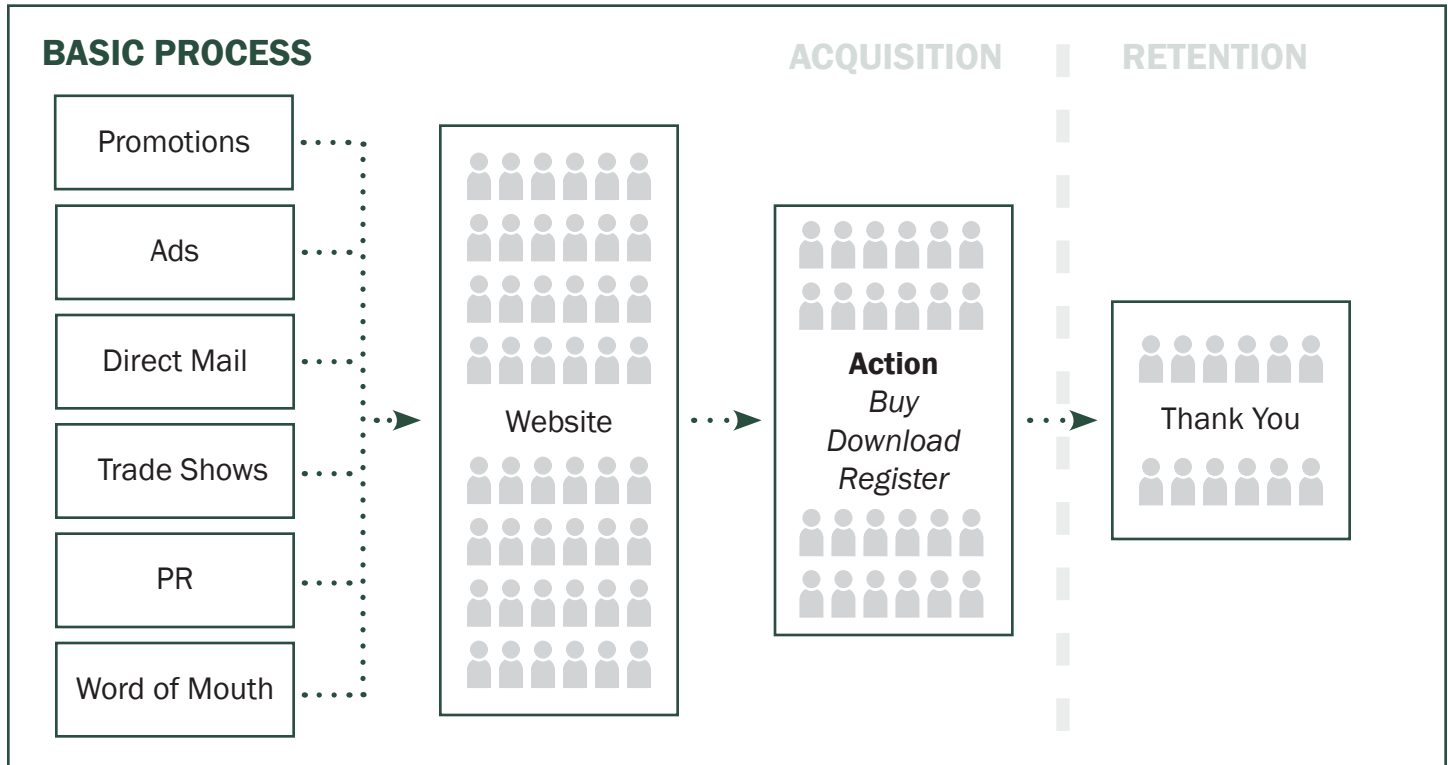 BASIC PROCESS
ACQUISITION
RETENTION
Promotions
Ads
Direct Mail
Trade Shows
PR
Word of Mouth
Website
Action
Buy
Download
Register
Thank You